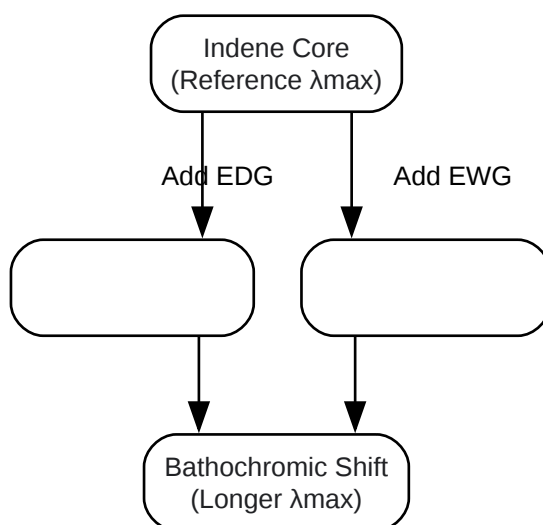 Indene Core
(Reference λmax)
Add EDG
Add EWG
Bathochromic Shift
(Longer λmax)